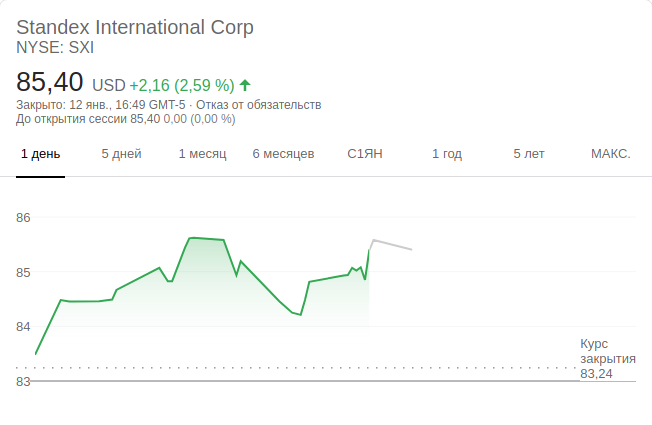 Standex International Corp
NYSE: SXI
85,40 USD +2,16 (2,59 %)
Закрыто: 12 янв., 16:49 GMT-5 · Отказ от обязательств
До открытия сессии 85,40 0,00 (0,00 %)
1 день 5 дней 1 месяц 6 месяцев С1ЯН 1 год 5 лет МАКС.
86
85
84
Курс
закрытия
83,24
83